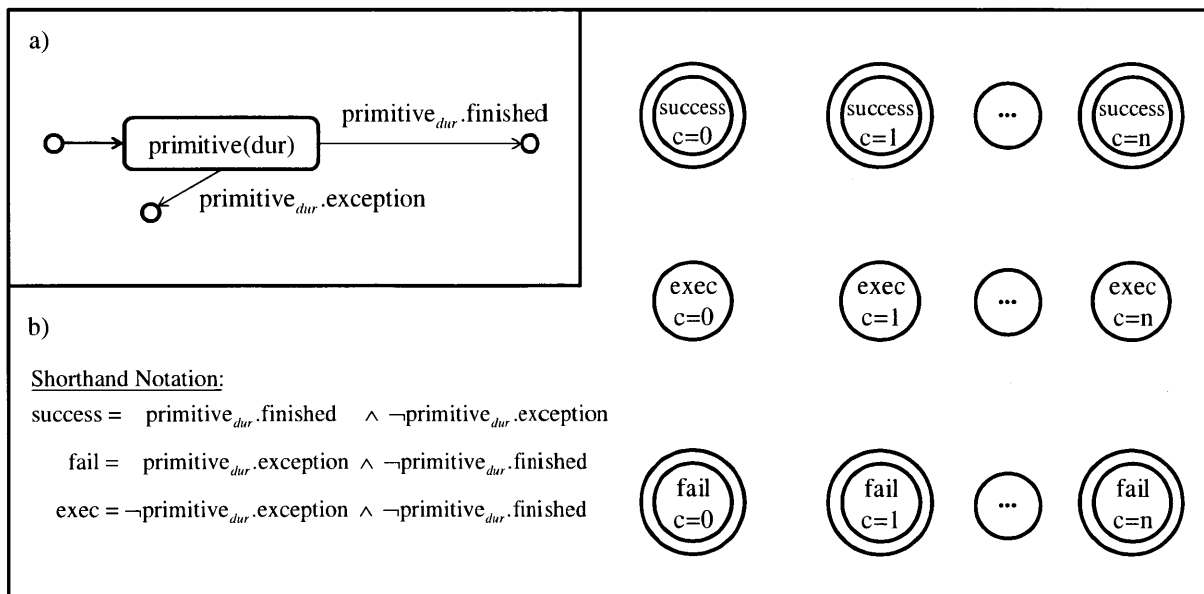 a)
primitive_dur.finished
primitive(dur)
primitive_dur.exception
success c=0
success c=1
...
success c=n
exec c=0
exec c=1
...
exec c=n
b)
Shorthand Notation:
success = primitive_dur.finished ∧ ¬primitive_dur.exception
fail = primitive_dur.exception ∧ ¬primitive_dur.finished
exec = ¬primitive_dur.exception ∧ ¬primitive_dur.finished
fail c=0
fail c=1
...
fail c=n